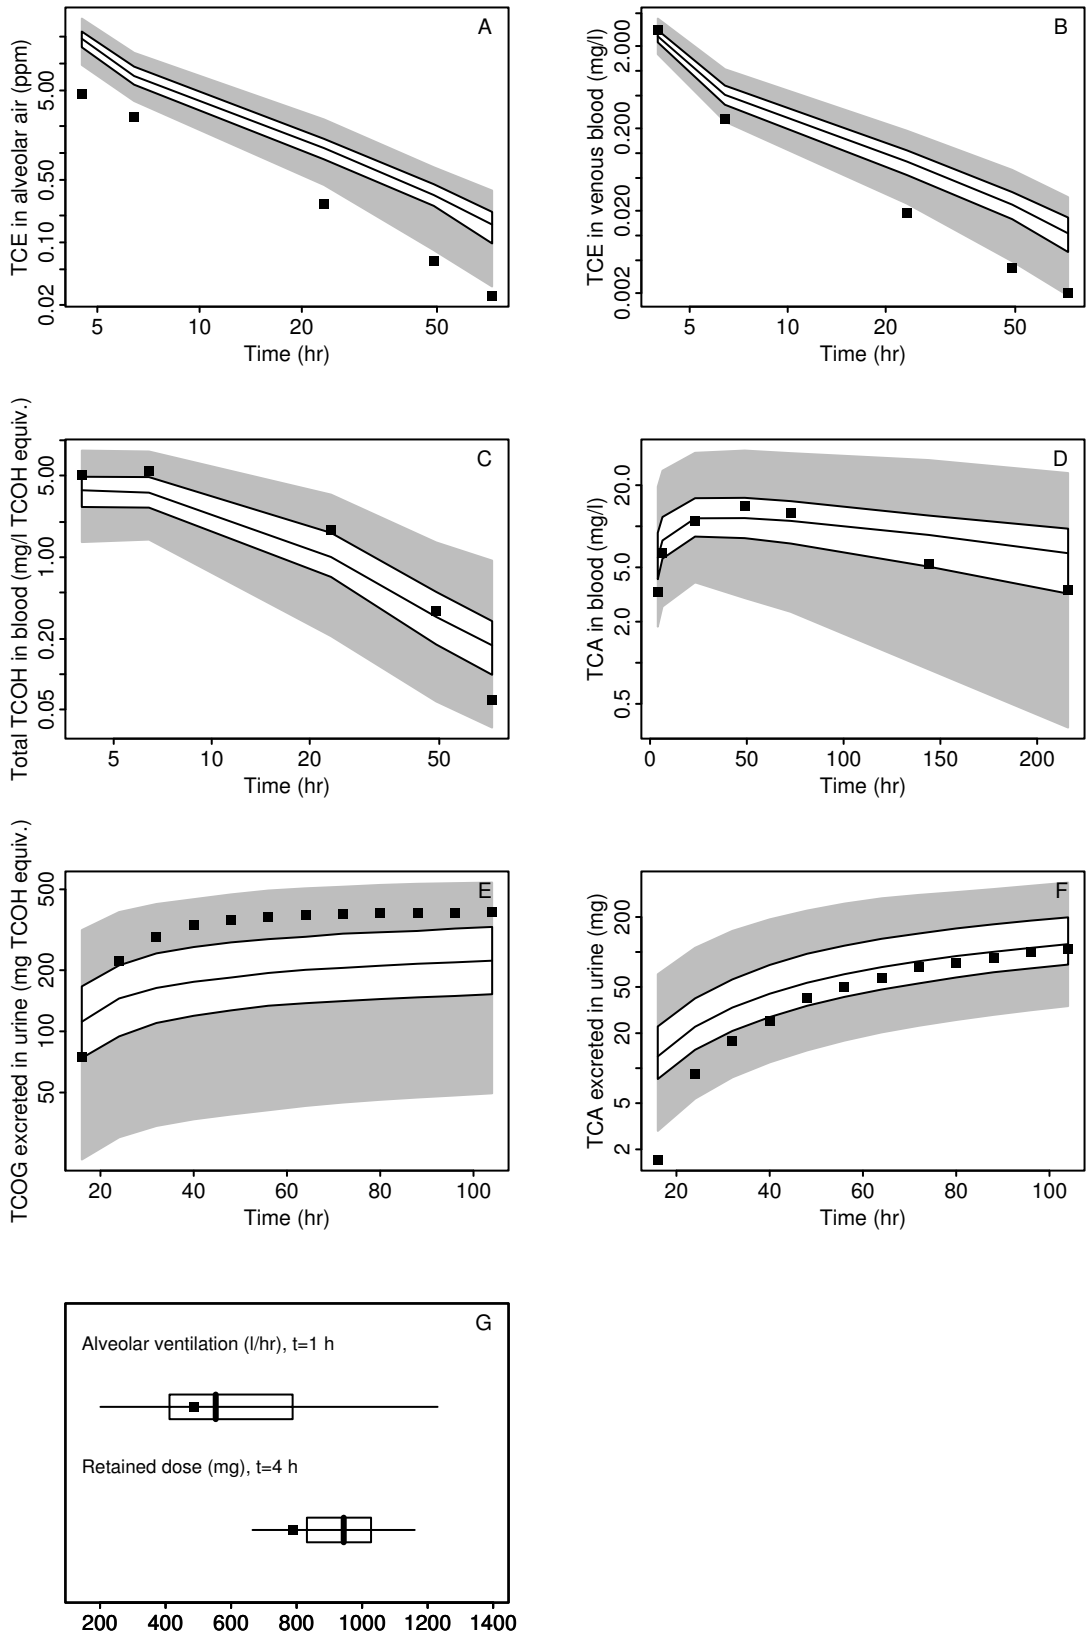 A
TCE in alveolar air (ppm)
5.00
0.50
0.10
0.02
5 10 20 50
Time (hr)
B
TCE in venous blood (mg/l)
2.000
0.200
0.020
0.002
5 10 20 50
Time (hr)
C
Total TCOH in blood (mg/l TCOH equiv.)
5.00
1.00
0.20
0.05
5 10 20 50
Time (hr)
D
TCA in blood (mg/l)
20.0
5.0
2.0
0.5
0 50 100 150 200
Time (hr)
E
TCOG excreted in urine (mg TCOH equiv.)
500
200
100
50
20 40 60 80 100
Time (hr)
F
TCA excreted in urine (mg)
200
50
20
5
2
20 40 60 80 100
Time (hr)
G
Alveolar ventilation (l/hr), t=1 h
Retained dose (mg), t=4 h
200 400 600 800 1000 1200 1400